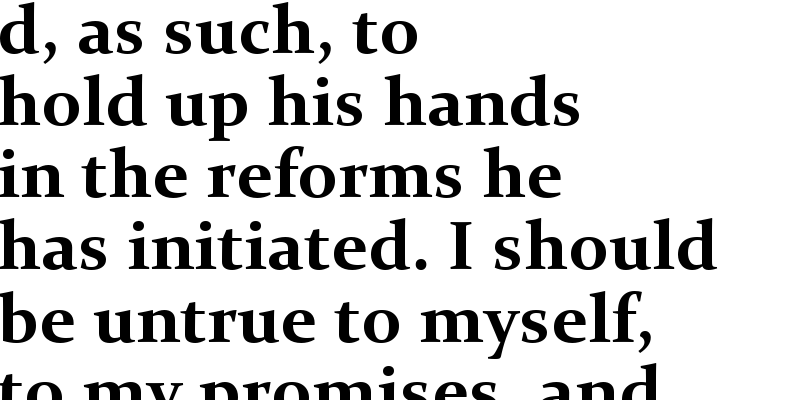 d, as such, to
hold up his hands
in the reforms he
has initiated. I should
be untrue to myself,
to my promises, and